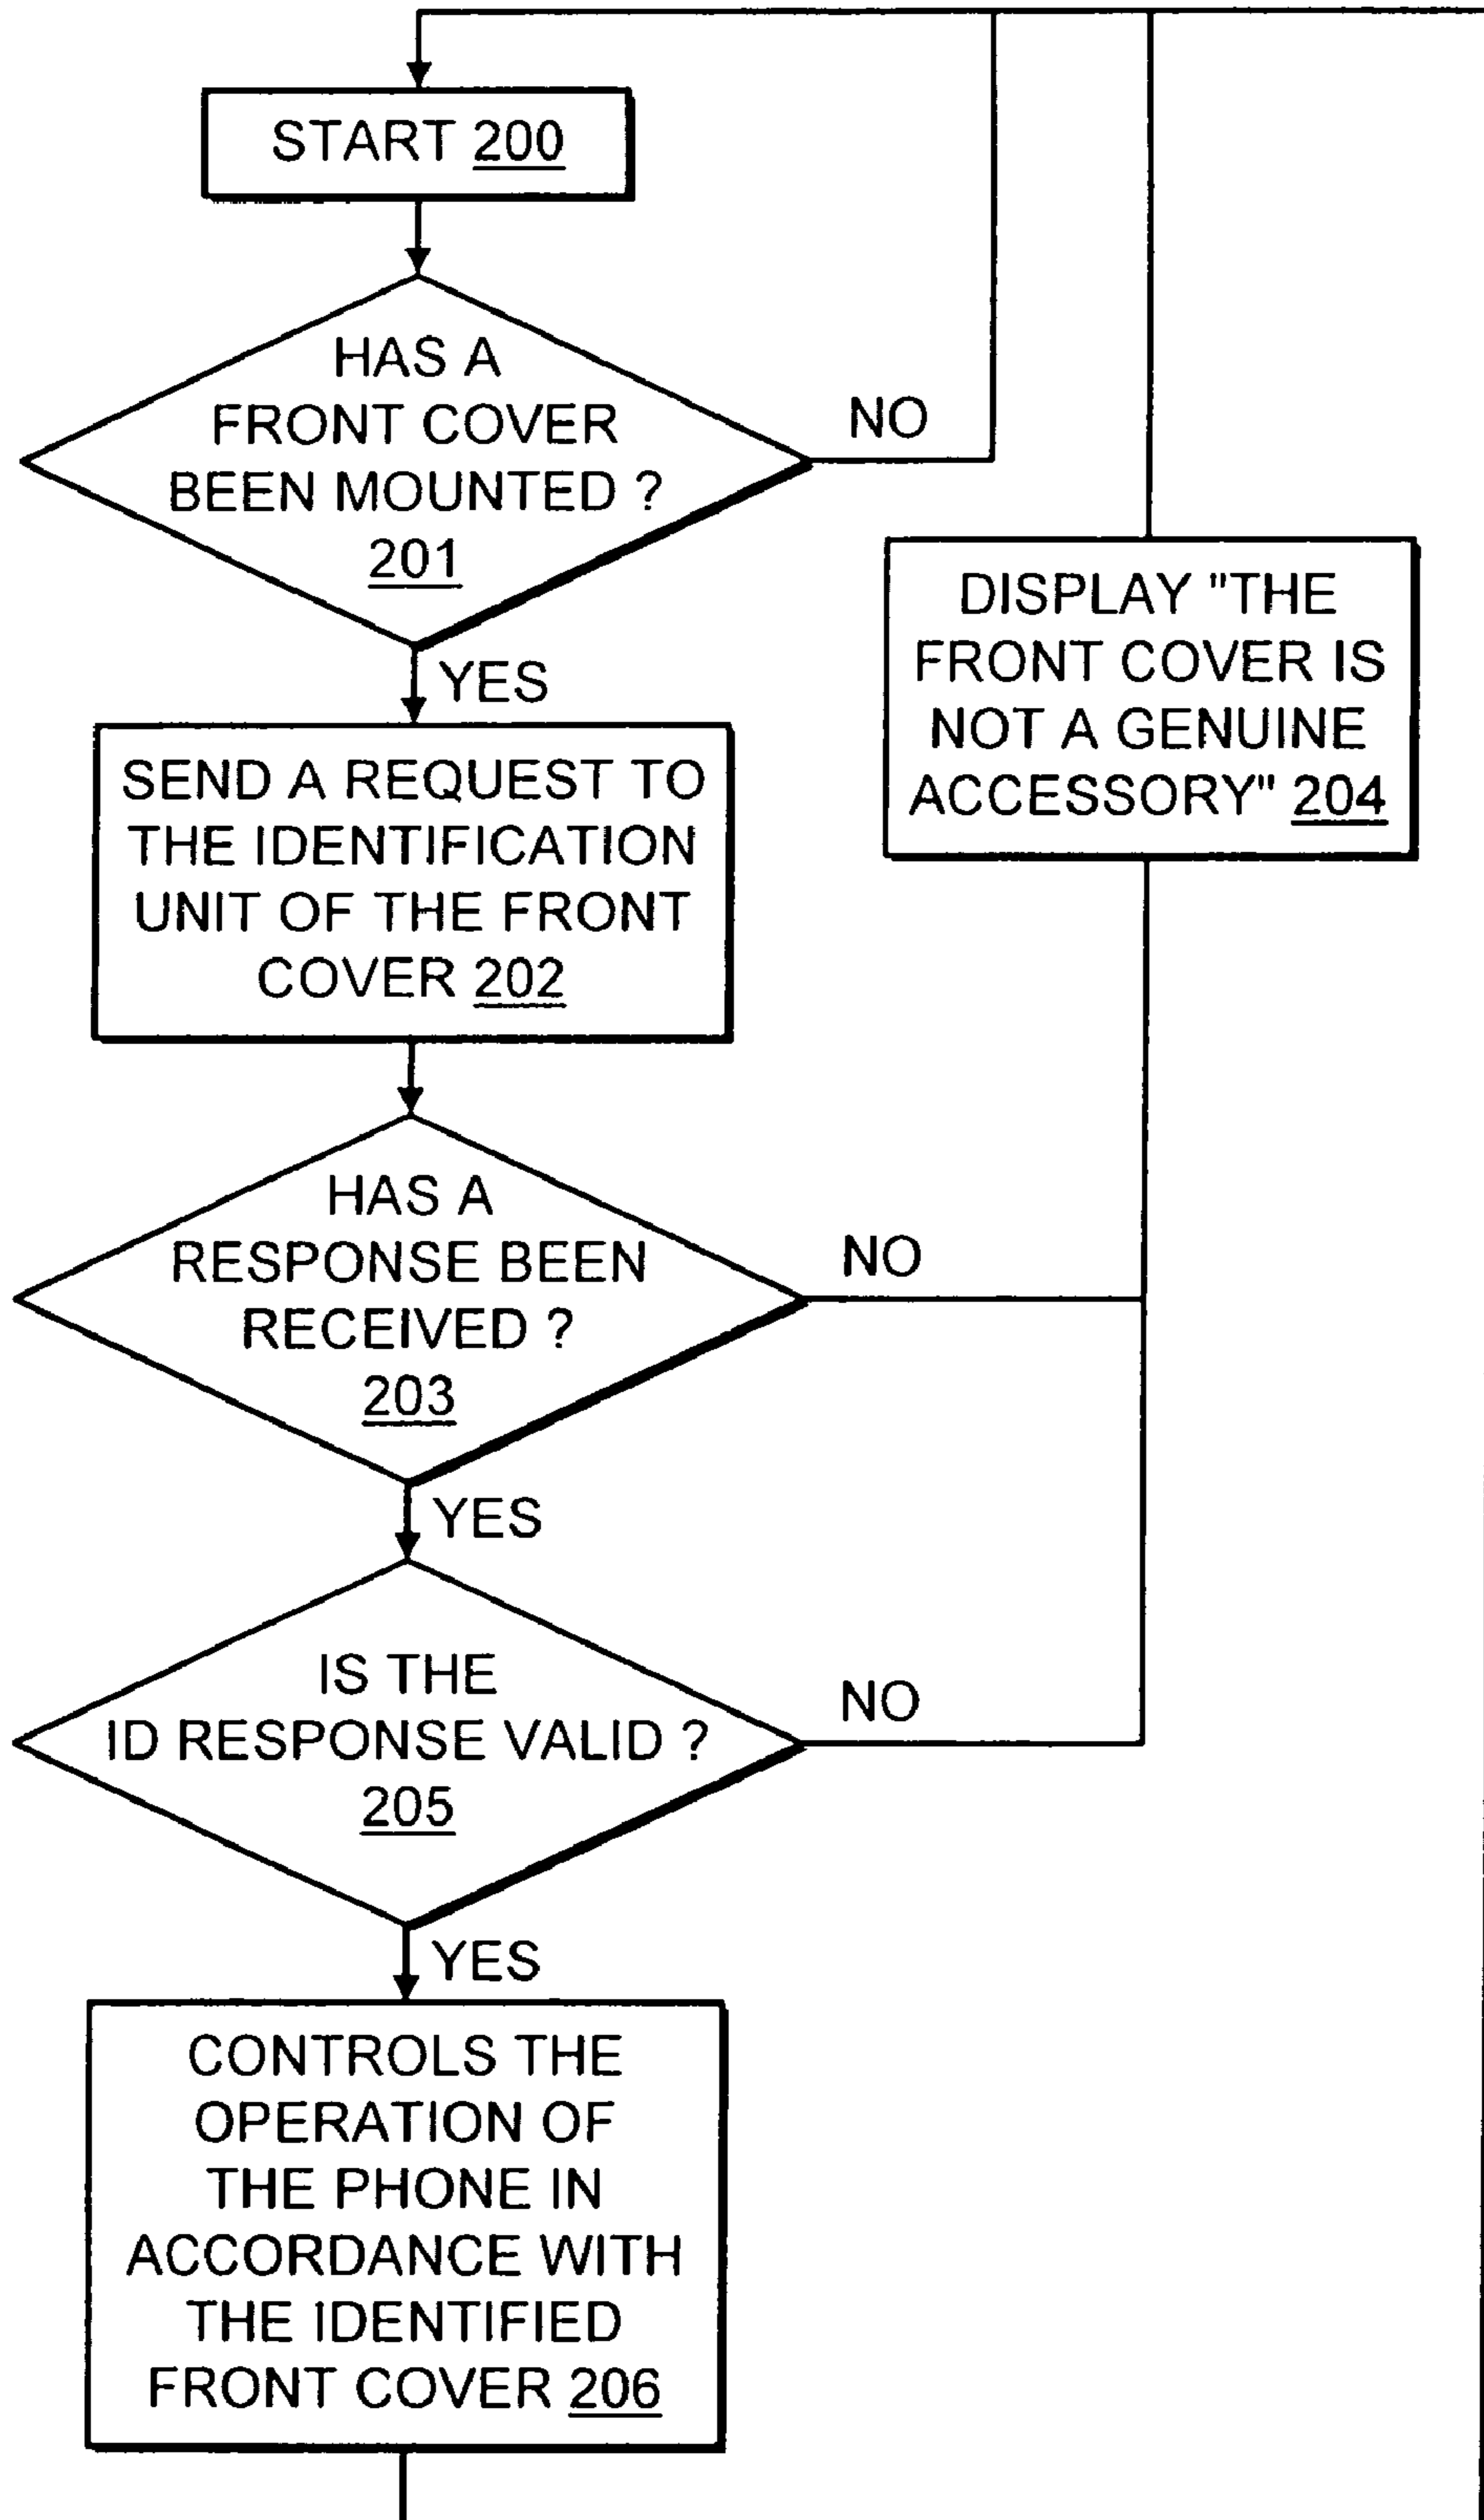 START 200
HAS A
FRONT COVER
BEEN MOUNTED ?
201
NO
YES
DISPLAY "THE
FRONT COVER IS
NOT A GENUINE
ACCESSORY" 204
SEND A REQUEST TO
THE IDENTIFICATION
UNIT OF THE FRONT
COVER 202
HAS A
RESPONSE BEEN
RECEIVED ?
203
NO
YES
IS THE
ID RESPONSE VALID ?
205
NO
YES
CONTROLS THE
OPERATION OF
THE PHONE IN
ACCORDANCE WITH
THE IDENTIFIED
FRONT COVER 206